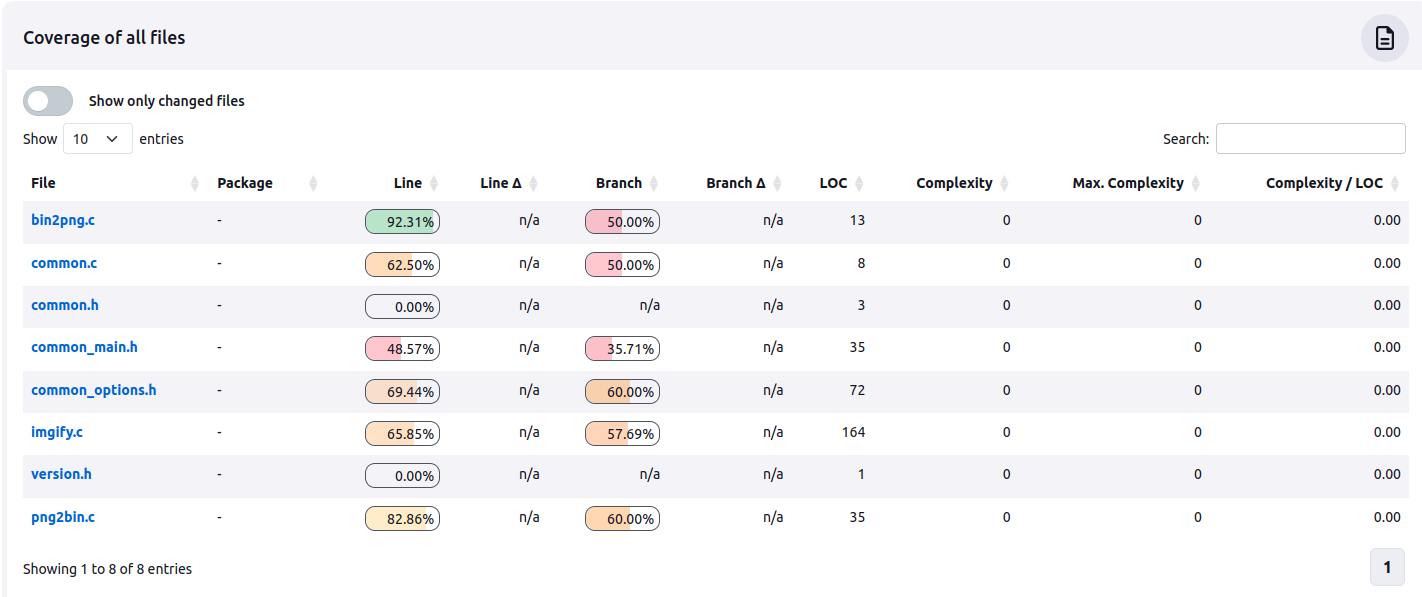 Coverage of all files
Show only changed files
Show 10 entries Search:
File Package Line Line Δ Branch Branch Δ LOC Complexity Max. Complexity Complexity / LOC
bin2png.c - 92.31% n/a 50.00% n/a 13 0 0 0.00
common.c - 62.50% n/a 50.00% n/a 8 0 0 0.00
common.h - 0.00% n/a n/a n/a 3 0 0 0.00
common_main.h - 48.57% n/a 35.71% n/a 35 0 0 0.00
common_options.h - 69.44% n/a 60.00% n/a 72 0 0 0.00
imgify.c - 65.85% n/a 57.69% n/a 164 0 0 0.00
version.h - 0.00% n/a n/a n/a 1 0 0 0.00
png2bin.c - 82.86% n/a 60.00% n/a 35 0 0 0.00
Showing 1 to 8 of 8 entries 1